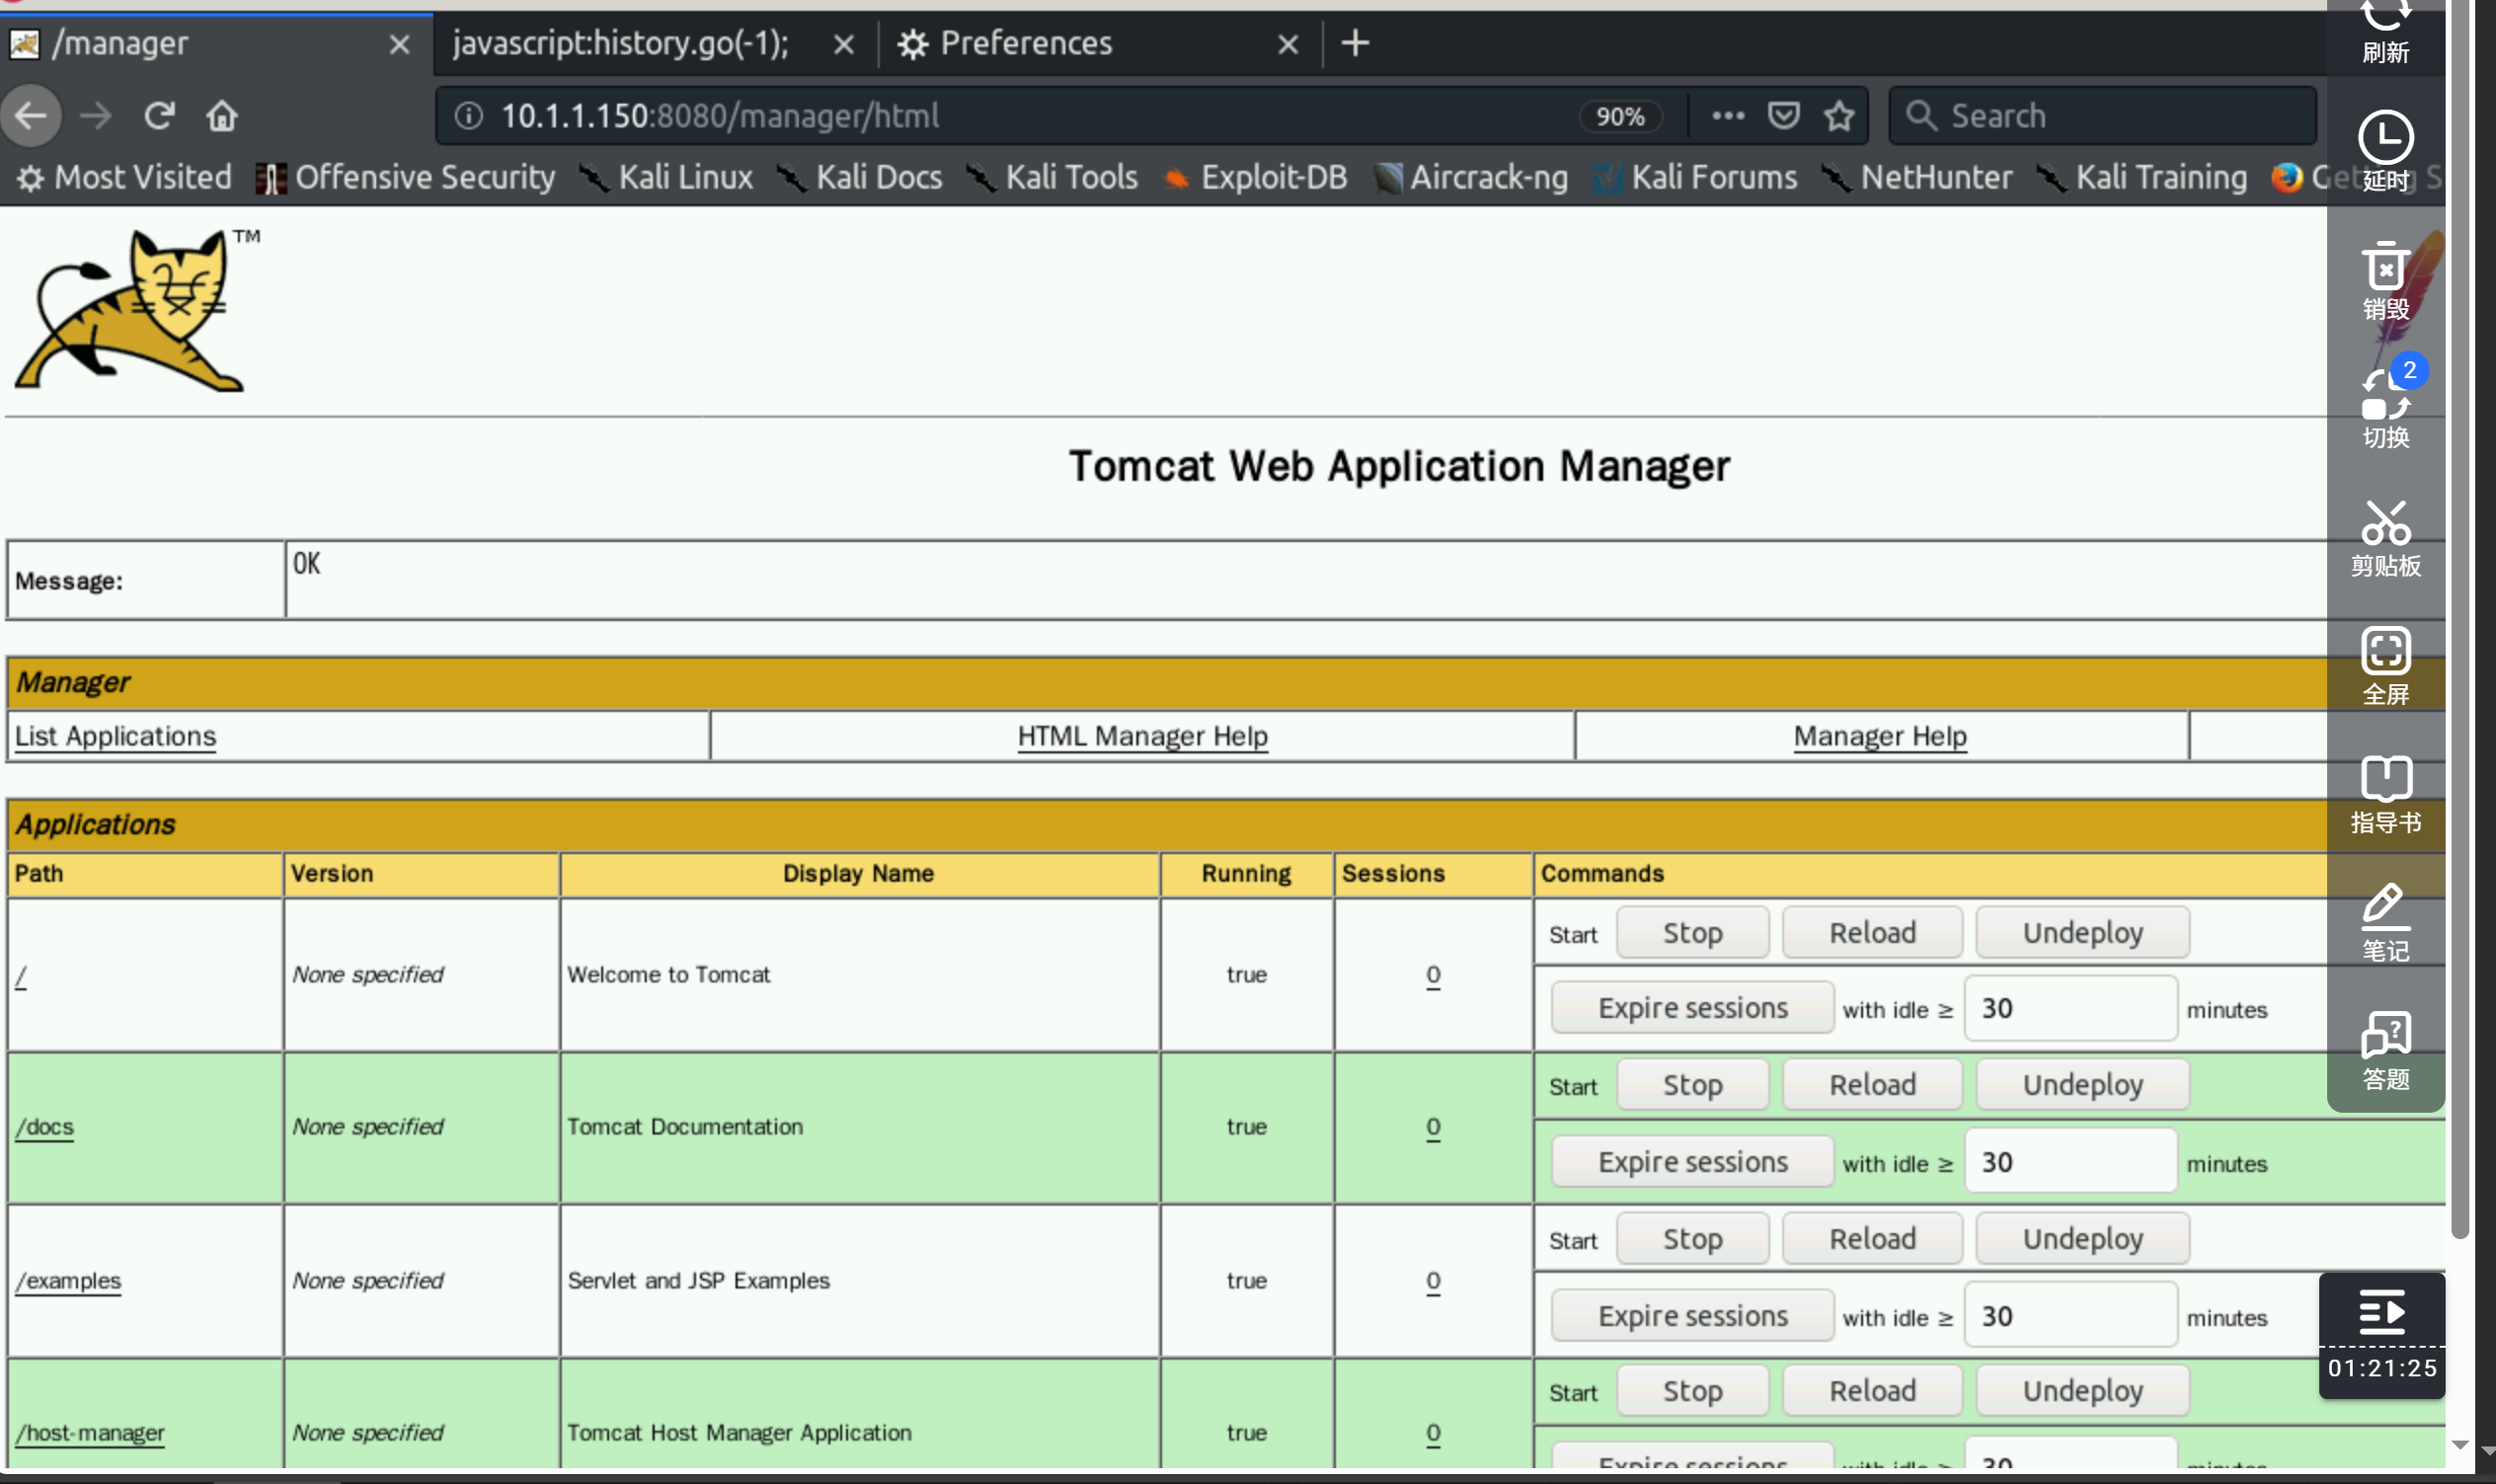 /manager
javascript:history.go(-1);
Preferences
刷新
10.1.1.150:8080/manager/html
90%
Search
延时
Most Visited
Offensive Security
Kali Linux
Kali Docs
Kali Tools
Exploit-DB
Aircrack-ng
Kali Forums
NetHunter
Kali Training
TM
销毁
2
切换
Tomcat Web Application Manager
剪贴板
Message:
OK
Manager
全屏
List Applications
HTML Manager Help
Manager Help
Applications
指导书
Path Version Display Name Running Sessions Commands
/ None specified Welcome to Tomcat true 0 Start Stop Reload Undeploy
笔记
Expire sessions with idle ≥ 30 minutes
/docs None specified Tomcat Documentation true 0 Start Stop Reload Undeploy
答题
Expire sessions with idle ≥ 30 minutes
/examples None specified Servlet and JSP Examples true 0 Start Stop Reload Undeploy
Expire sessions with idle ≥ 30 minutes
01:21:25
/host-manager None specified Tomcat Host Manager Application true 0 Start Stop Reload Undeploy
Expire sessions with idle ≥ 30 minutes